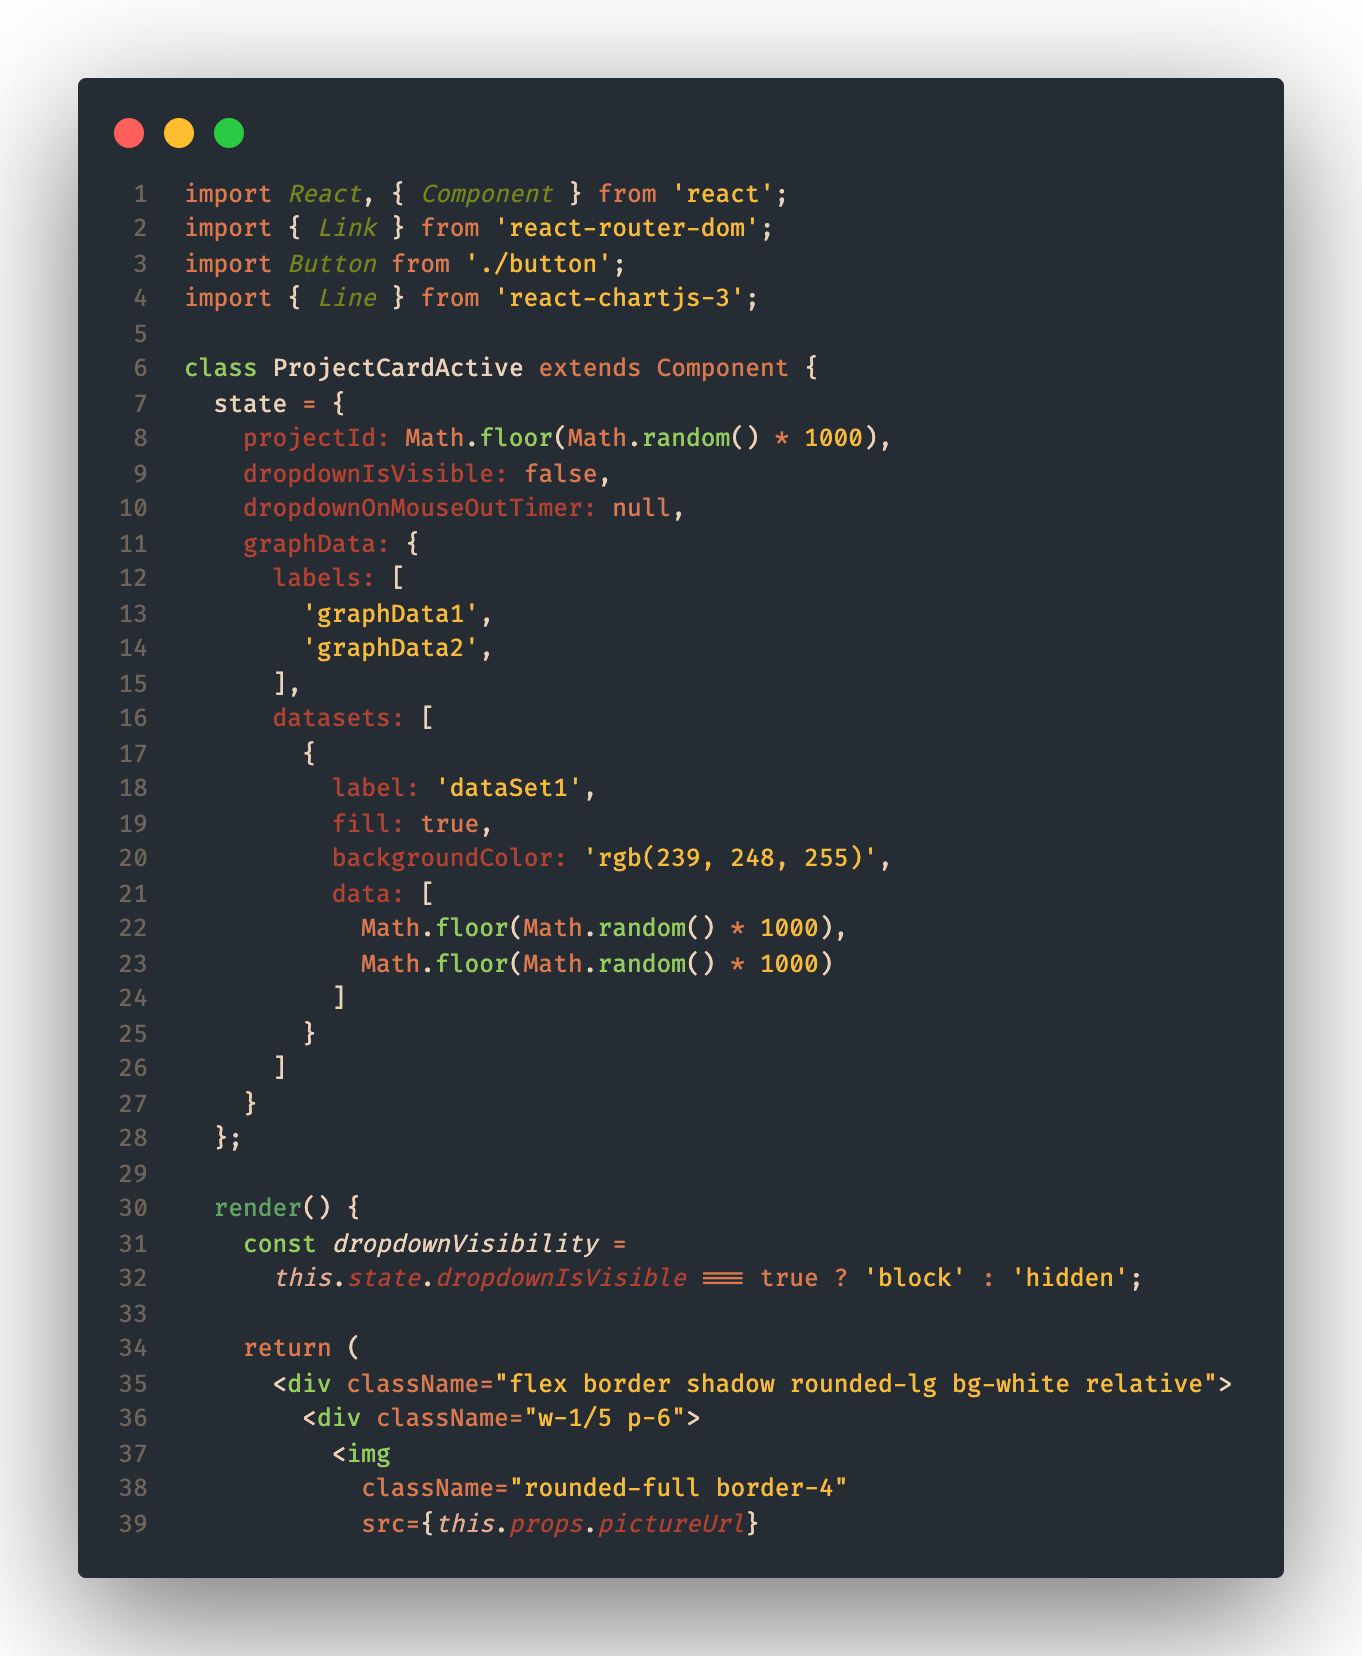 1 import React, { Component } from 'react';
2 import { Link } from 'react-router-dom';
3 import Button from './button';
4 import { Line } from 'react-chartjs-3';
5
6 class ProjectCardActive extends Component {
7   state = {
8     projectId: Math.floor(Math.random() * 1000),
9     dropdownIsVisible: false,
10     dropdownOnMouseOutTimer: null,
11     graphData: {
12       labels: [
13         'graphData1',
14         'graphData2',
15       ],
16       datasets: [
17         {
18           label: 'dataSet1',
19           fill: true,
20           backgroundColor: 'rgb(239, 248, 255)',
21           data: [
22             Math.floor(Math.random() * 1000),
23             Math.floor(Math.random() * 1000)
24           ]
25         }
26       ]
27     }
28   };
29
30   render() {
31     const dropdownVisibility =
32       this.state.dropdownIsVisible === true ? 'block' : 'hidden';
33
34     return (
35       <div className="flex border shadow rounded-lg bg-white relative">
36         <div className="w-1/5 p-6">
37           <img
38             className="rounded-full border-4"
39             src={this.props.pictureUrl}